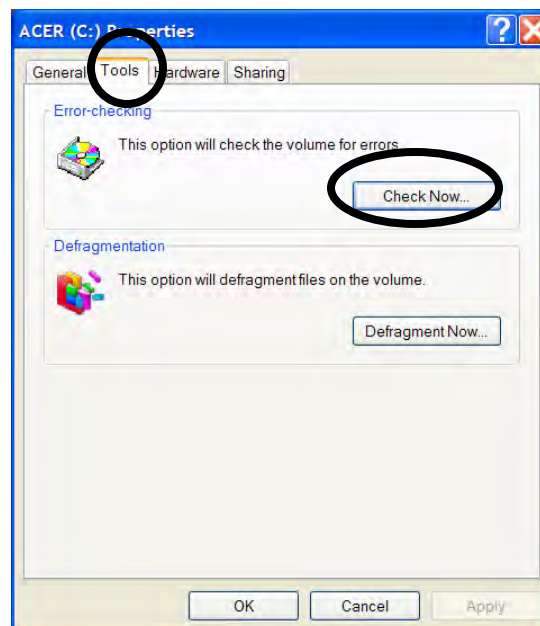 ACER (C:) Properties
General Tools Hardware Sharing
Error-checking
This option will check the volume for errors.
Check Now...
Defragmentation
This option will defragment files on the volume.
Defragment Now...
OK Cancel Apply